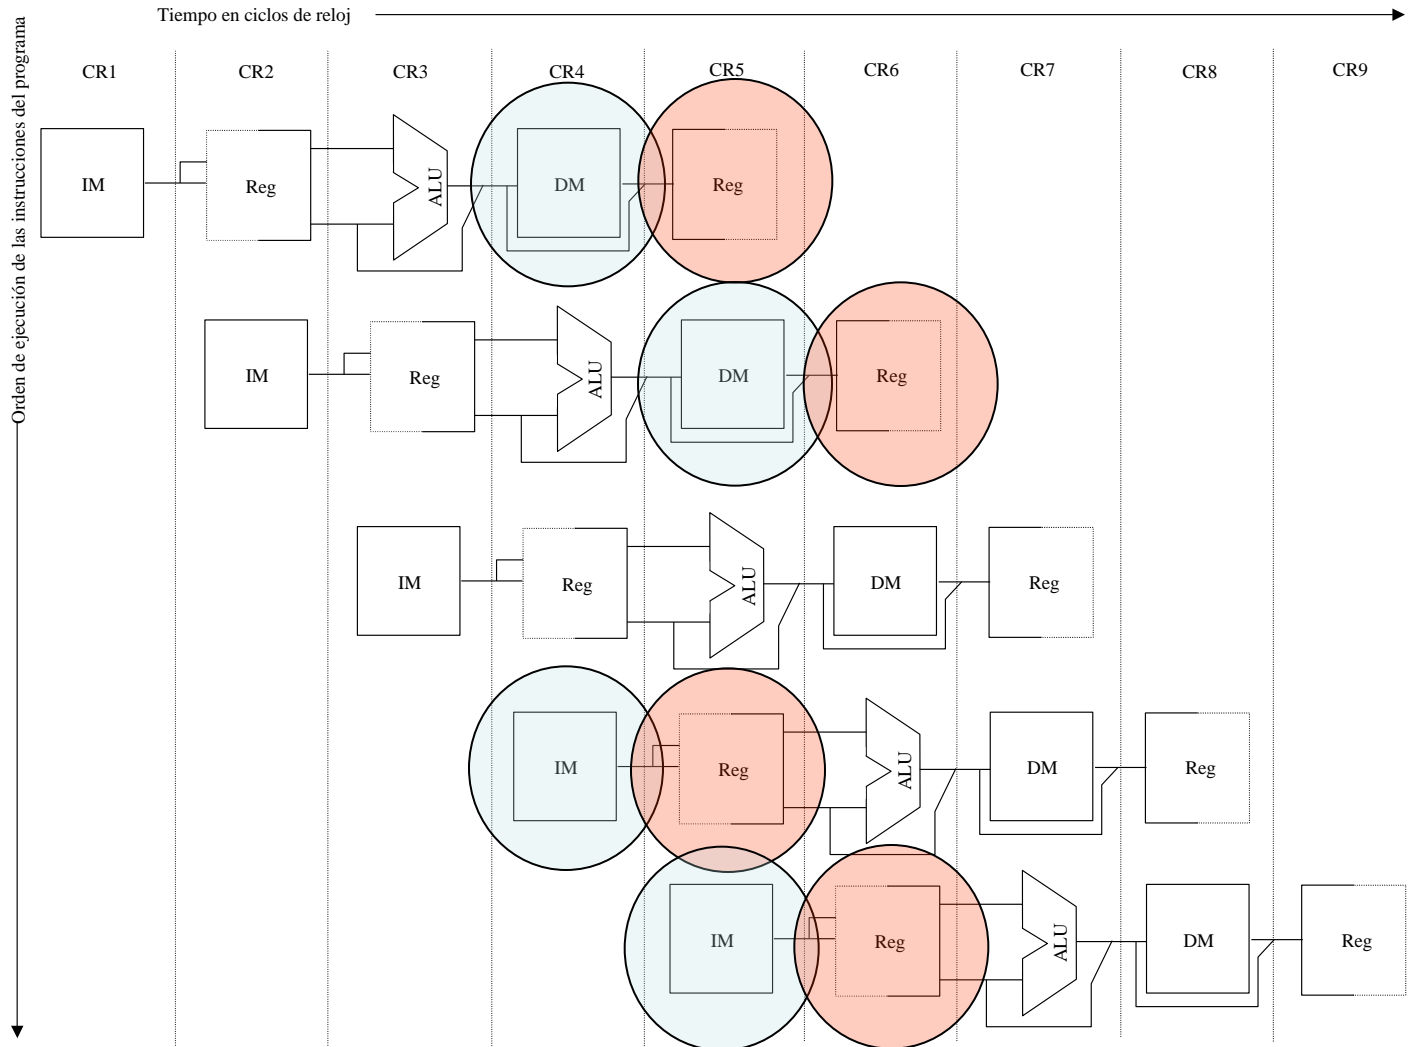 Tiempo en ciclos de reloj
Orden de ejecución de las instrucciones del programa
CR1 CR2 CR3 CR4 CR5 CR6 CR7 CR8 CR9
IM Reg ALU DM Reg
IM Reg ALU DM Reg
IM Reg ALU DM Reg
IM Reg ALU DM Reg
IM Reg ALU DM Reg